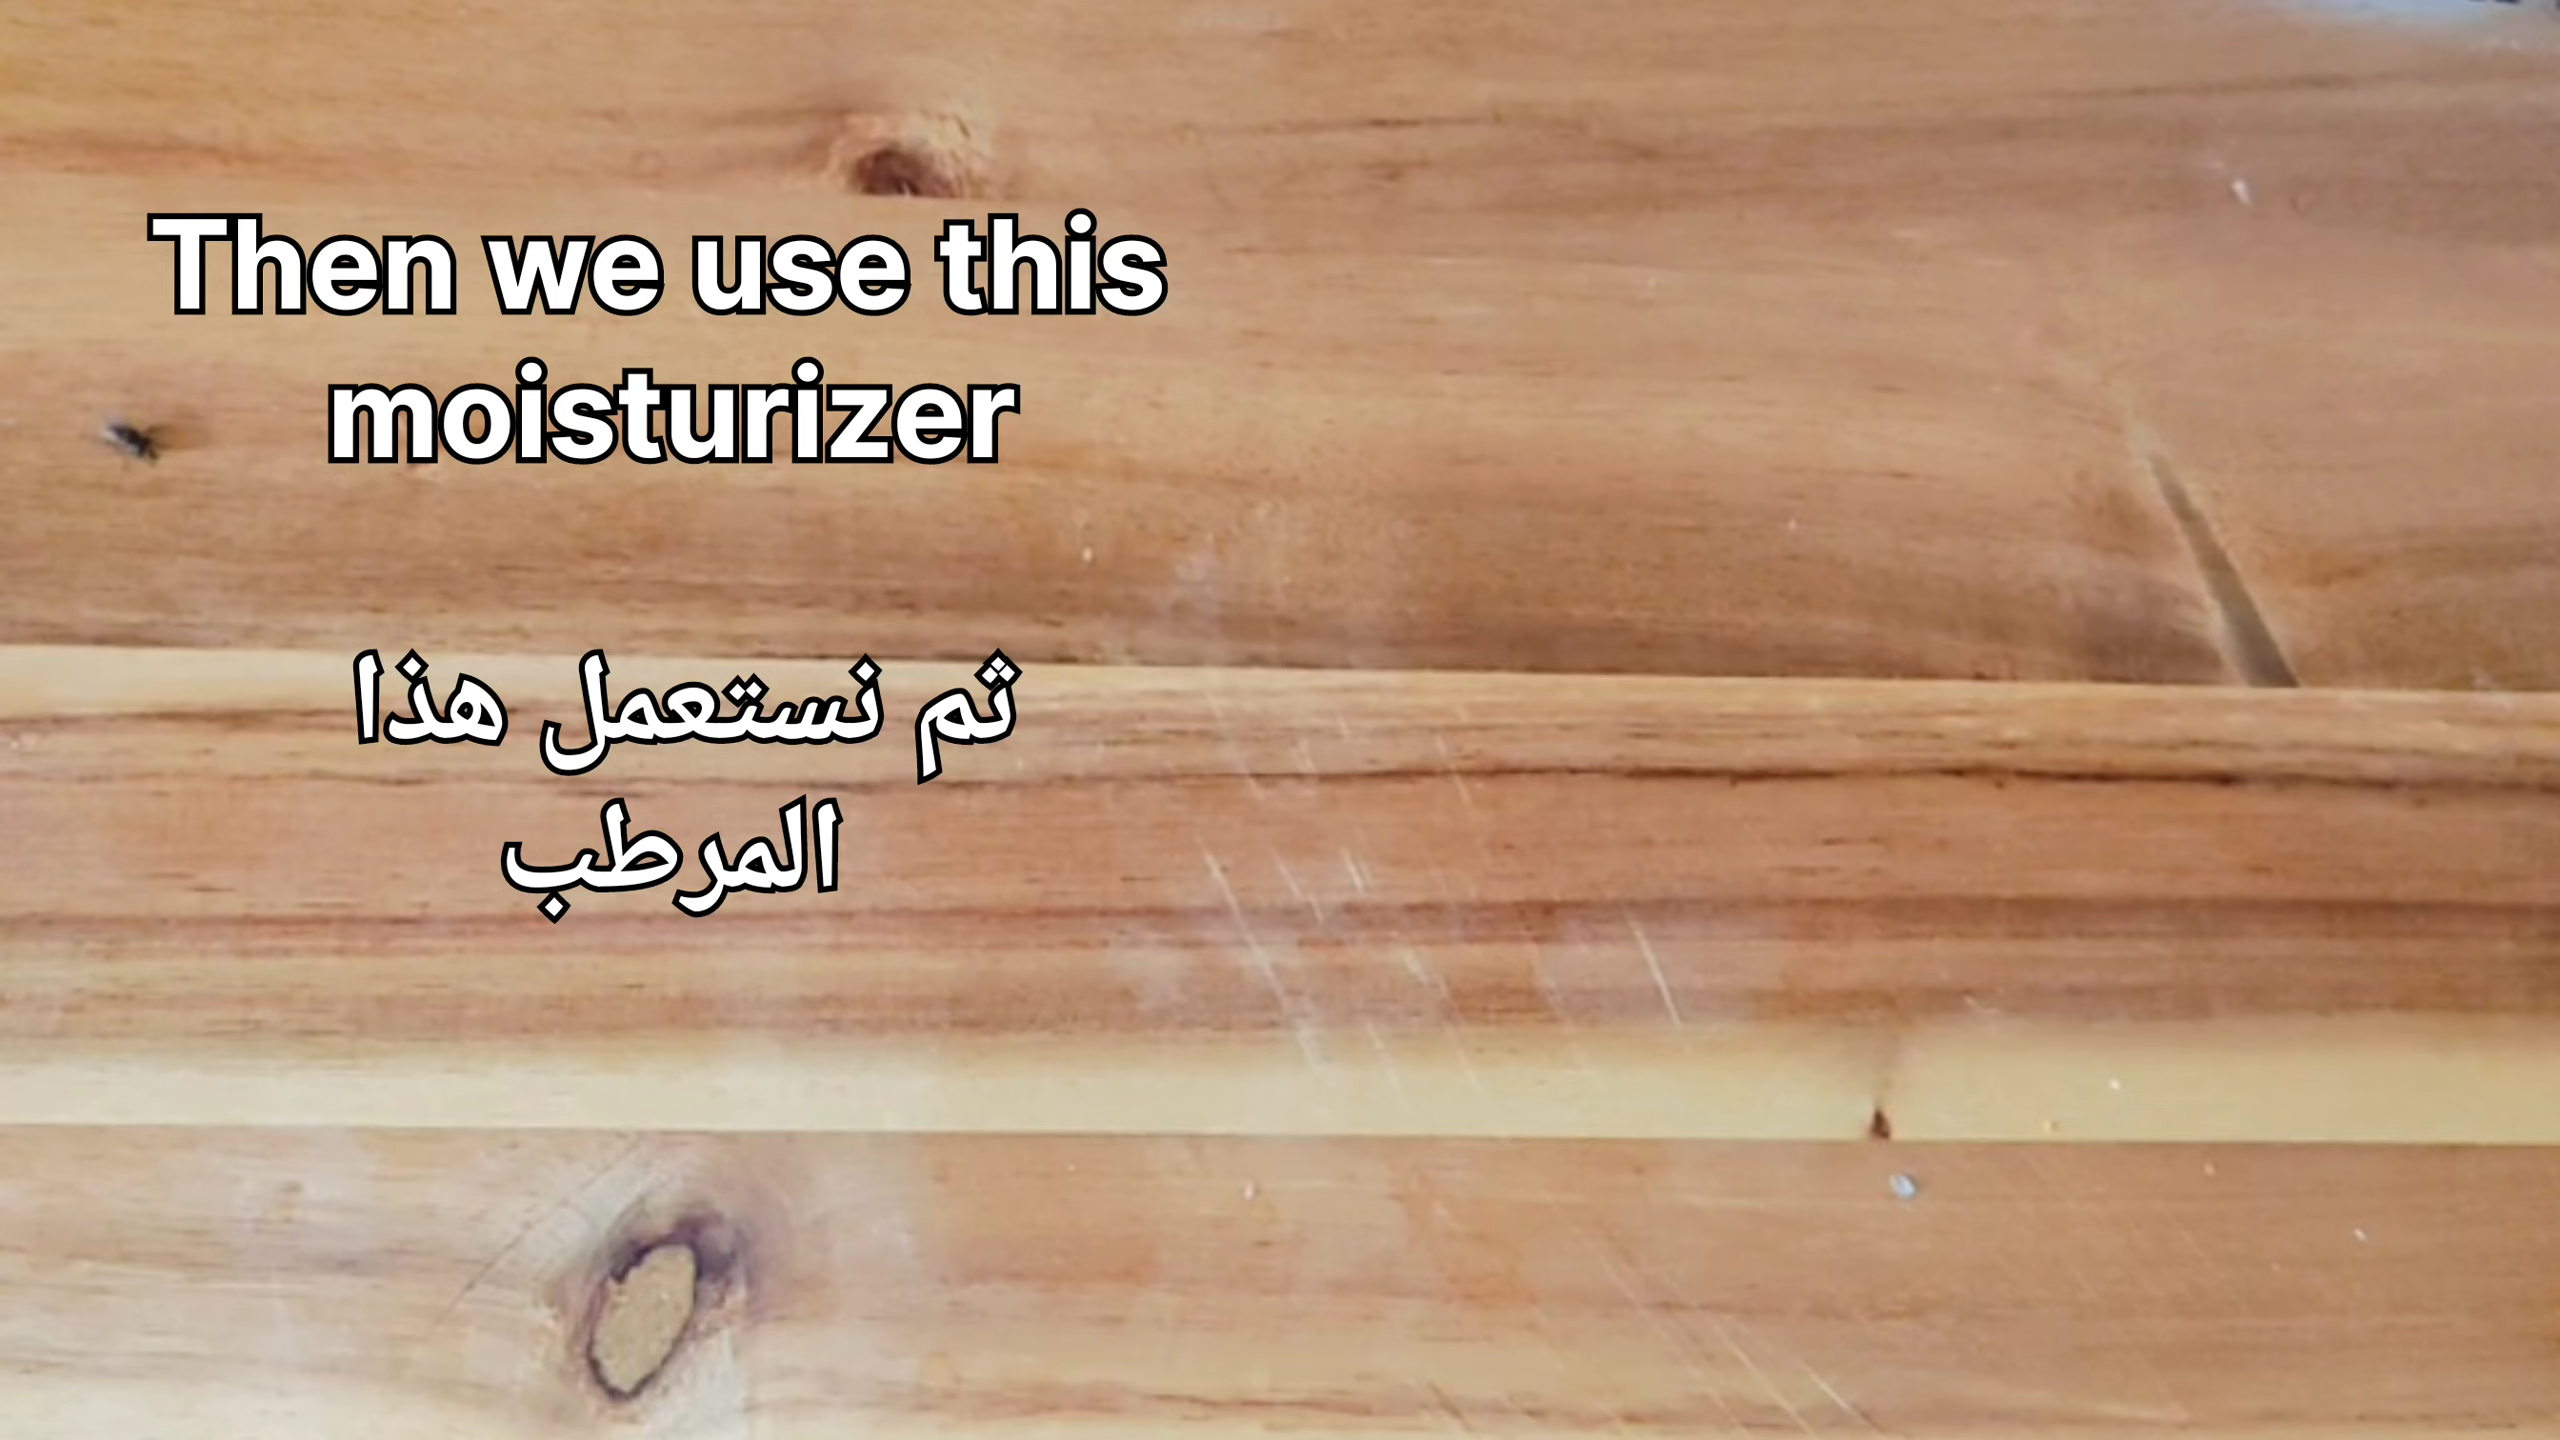 Then we use this
moisturizer
ثم نستعمل هذا
المرطب